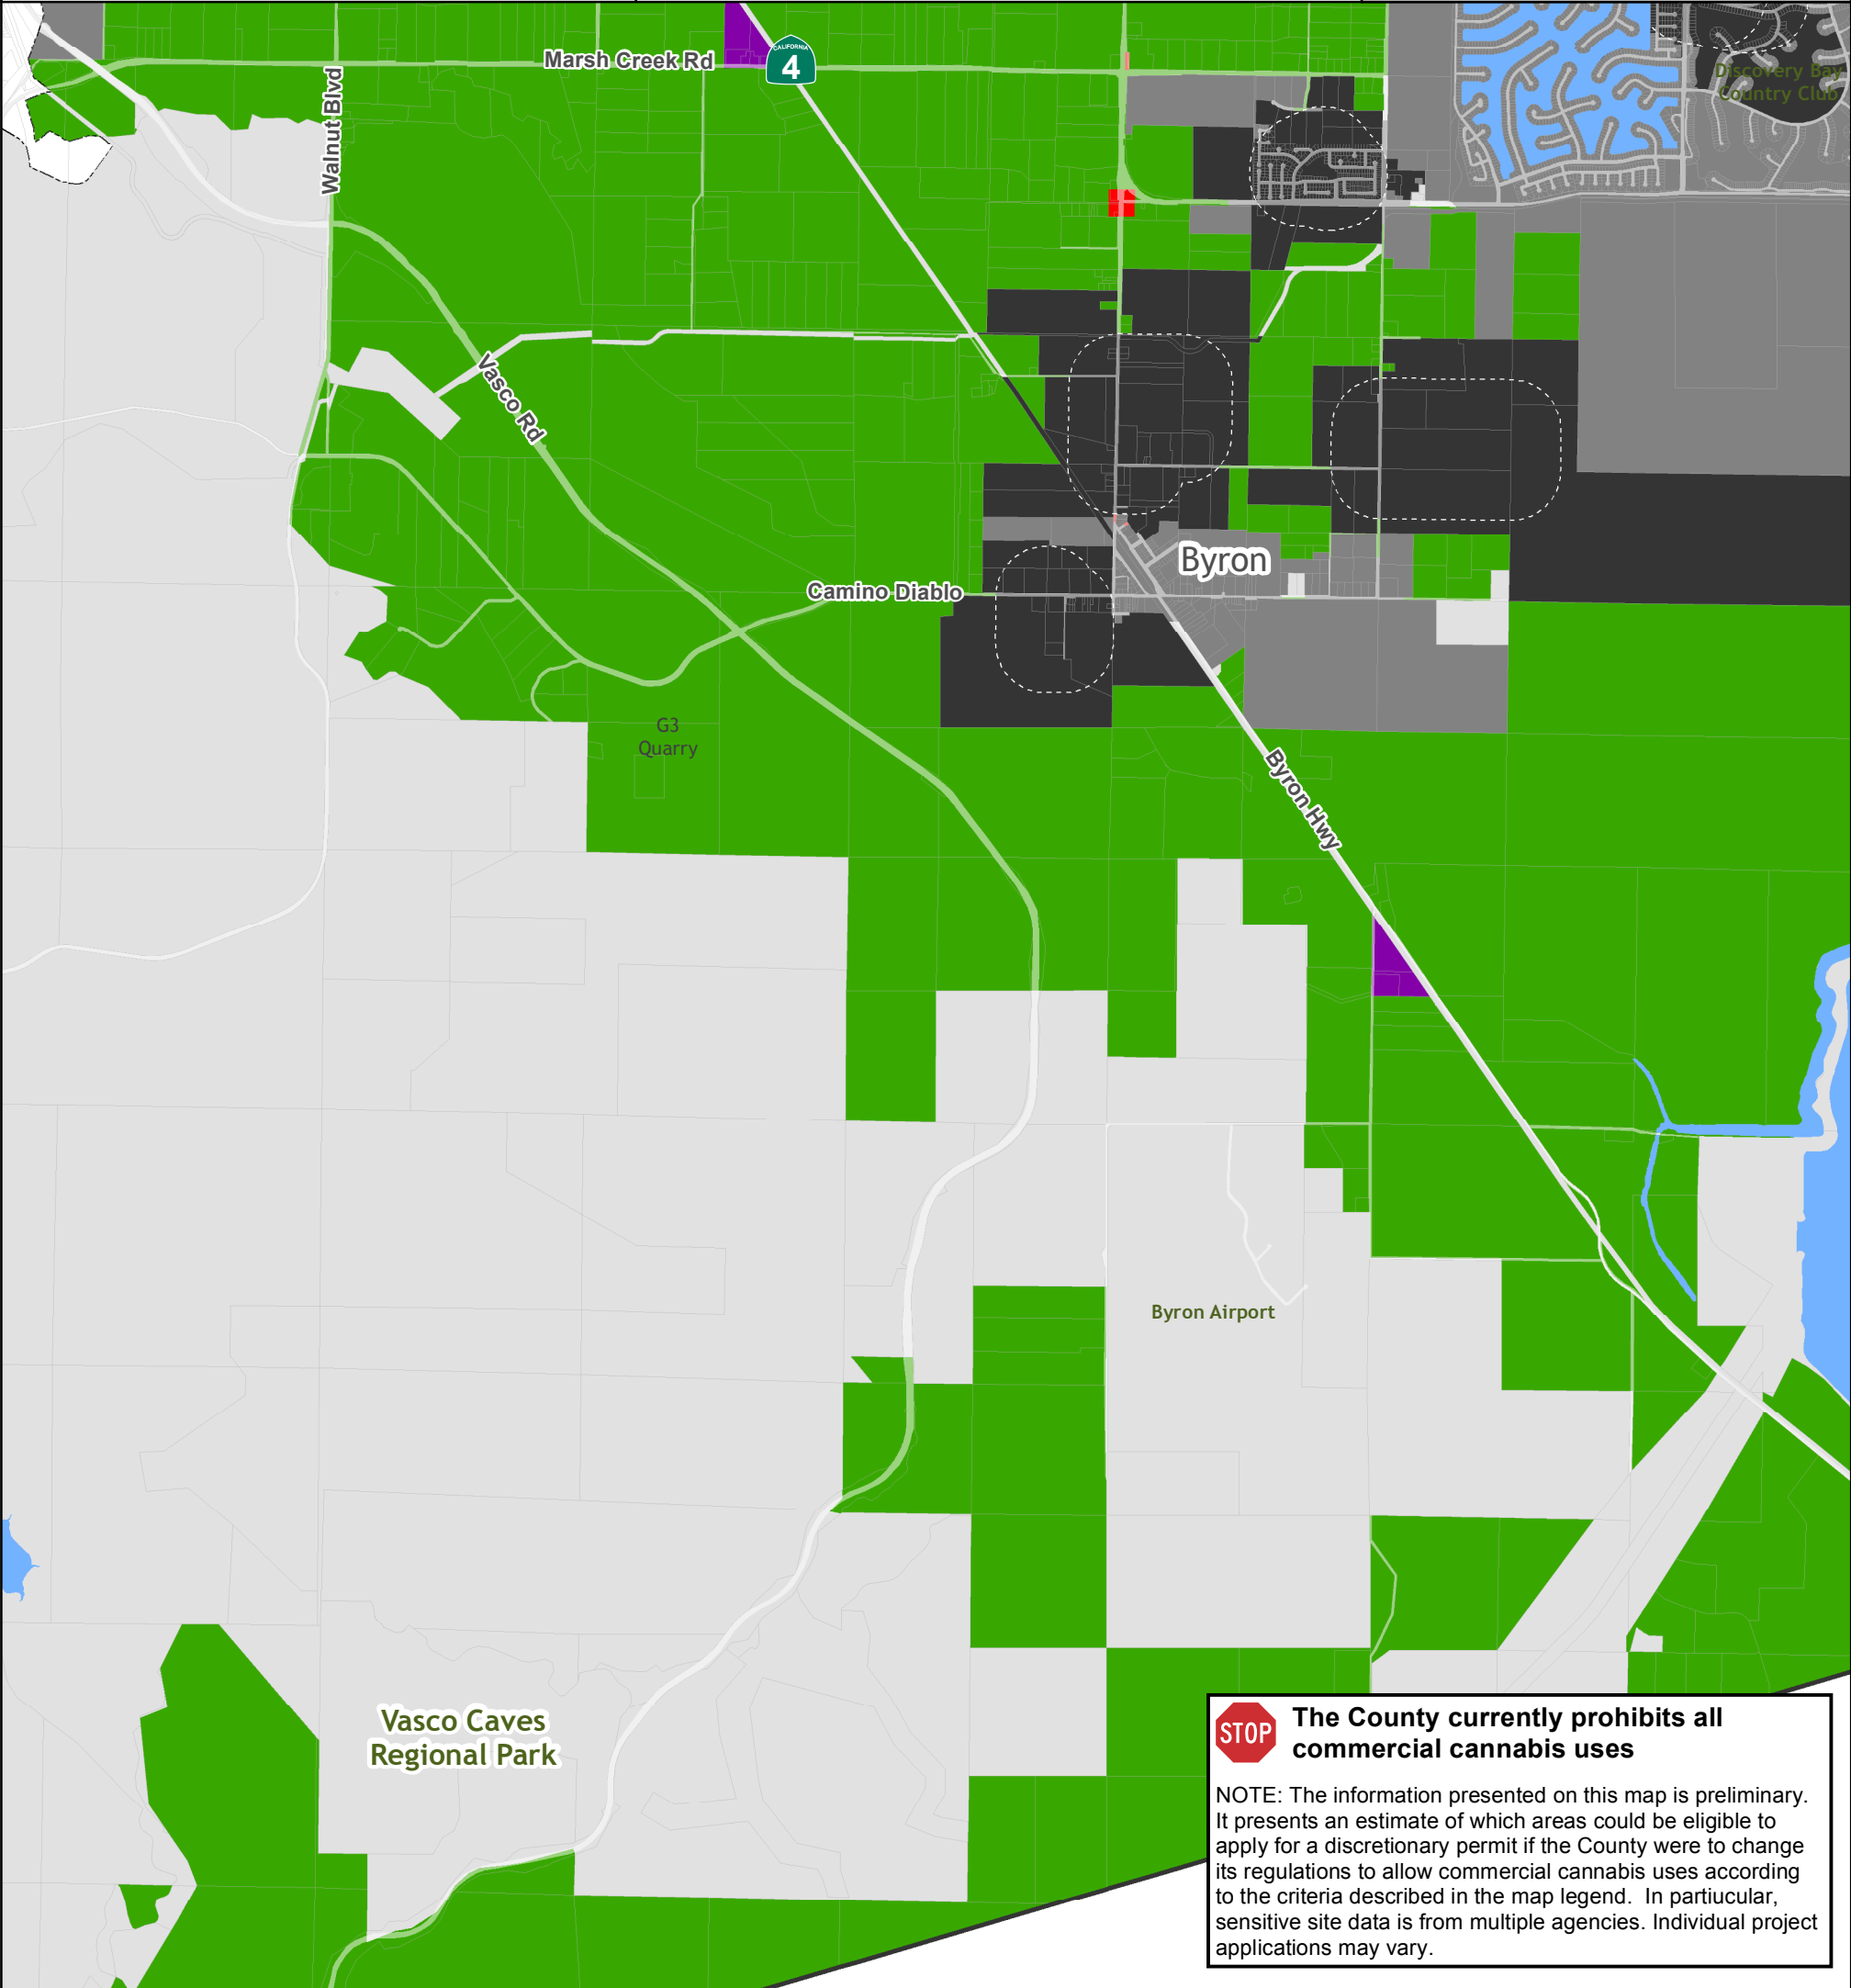 Marsh Creek Rd
CALIFORNIA
4
Discovery Bay
Country Club
Walnut Blvd
Vasco Rd
Byron
Camino Diablo
G3
Quarry
Byron Hwy
Byron Airport
Vasco Caves
Regional Park
STOP
The County currently prohibits all
commercial cannabis uses
NOTE: The information presented on this map is preliminary.
It presents an estimate of which areas could be eligible to
apply for a discretionary permit if the County were to change
its regulations to allow commercial cannabis uses according
to the criteria described in the map legend.  In partiucular,
sensitive site data is from multiple agencies. Individual project
applications may vary.